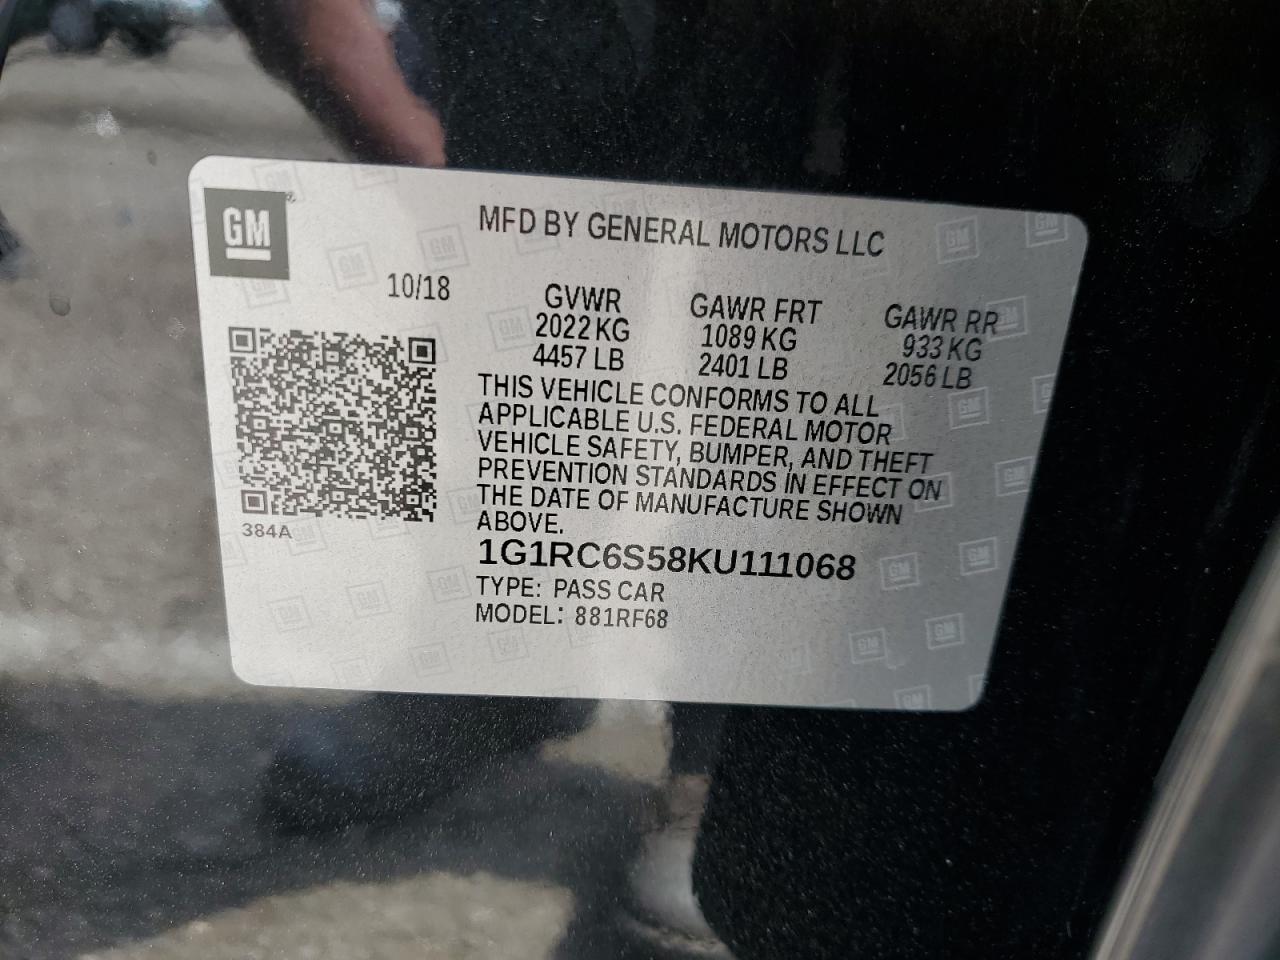 GM
MFD BY GENERAL MOTORS LLC
10/18
GVWR GAWR FRT GAWR RR
2022 KG 1089 KG 933 KG
4457 LB 2401 LB 2056 LB
THIS VEHICLE CONFORMS TO ALL
APPLICABLE U.S. FEDERAL MOTOR
VEHICLE SAFETY, BUMPER, AND THEFT
PREVENTION STANDARDS IN EFFECT ON
THE DATE OF MANUFACTURE SHOWN
ABOVE.
384A
1G1RC6S58KU111068
TYPE: PASS CAR
MODEL: 881RF68